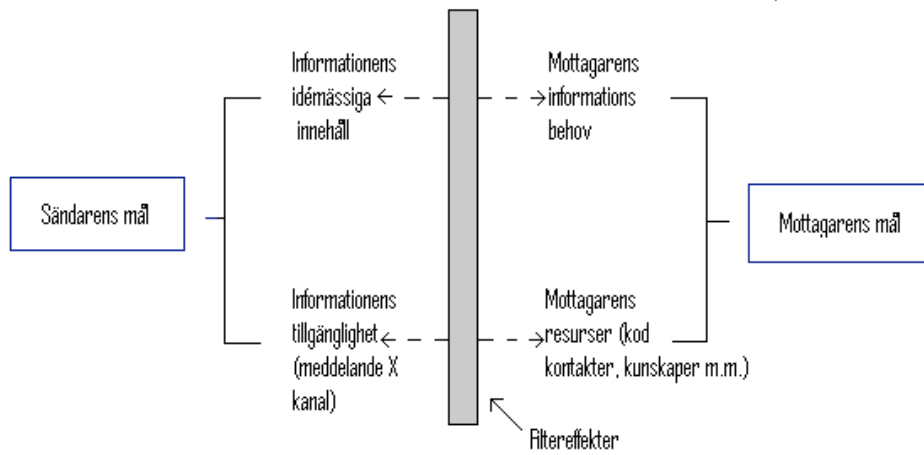 Informationens
idémässiga
innehåll
Mottagarens
informations
behov
Sändarens mål
Mottagarens mål
Informationens
tillgänglighet
(meddelande X
kanal)
Mottagarens
resurser (kod
kontakter, kunskaper m.m.)
Filtereffekter